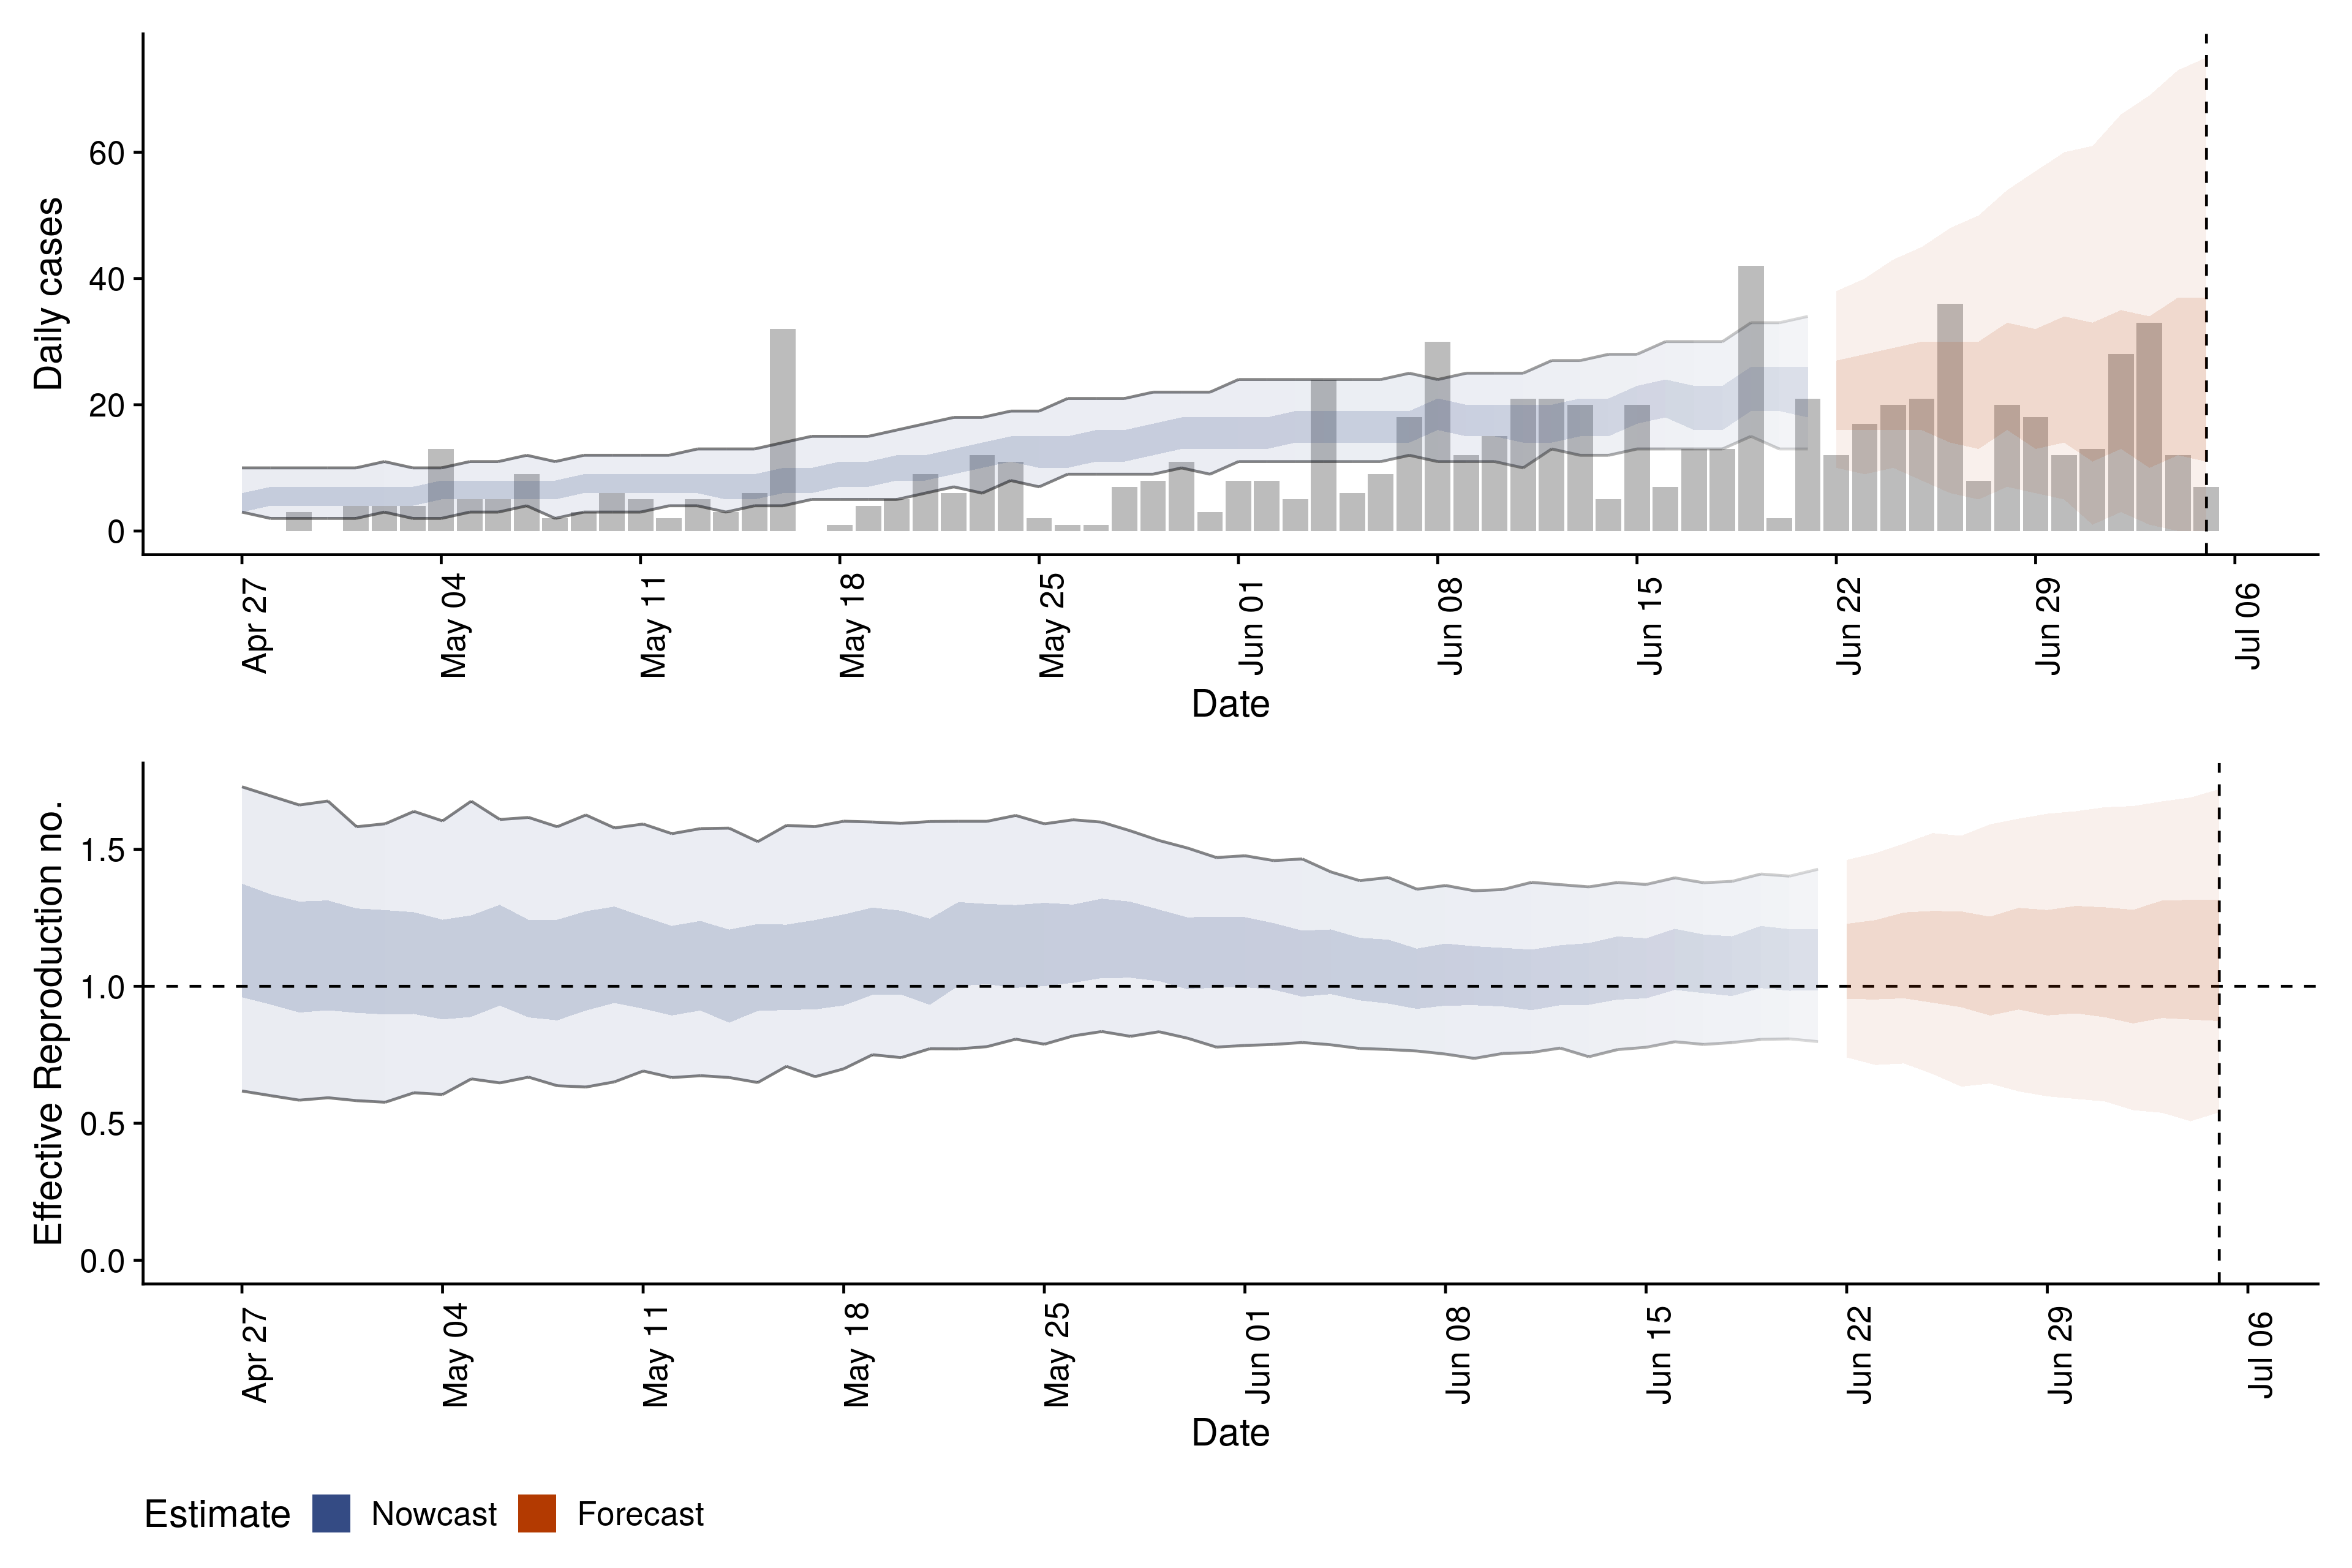 Daily cases
60
40
20
0
Apr 27
May 04
May 11
May 18
May 25
Jun 01
Jun 08
Jun 15
Jun 22
Jun 29
Jul 06
Date
Effective Reproduction no.
1.5
1.0
0.5
0.0
Apr 27
May 04
May 11
May 18
May 25
Jun 01
Jun 08
Jun 15
Jun 22
Jun 29
Jul 06
Date
Estimate Nowcast Forecast